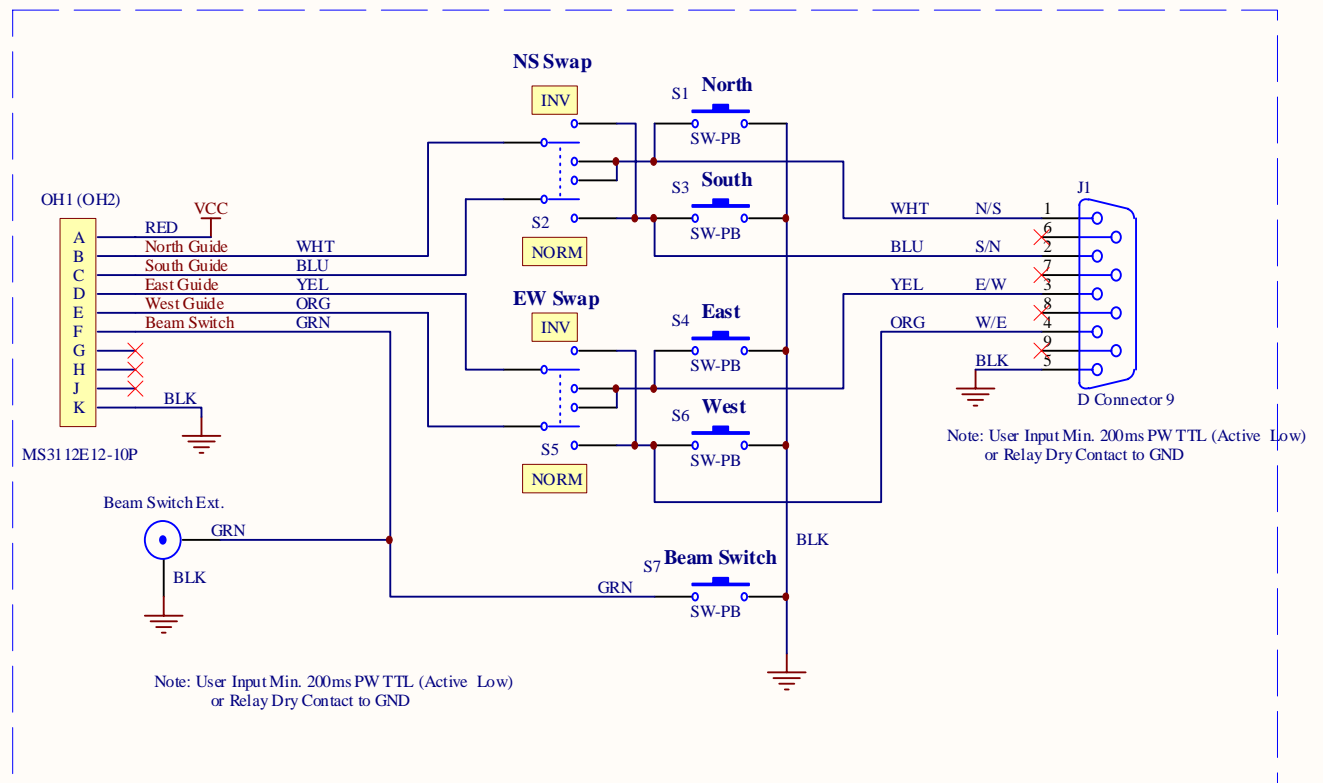 NS Swap
INV
S1 North
SW-PB
S3 South
SW-PB
S2
NORM
OH1 (OH2)
VCC
A RED
B North Guide WHT
C South Guide BLU
D East Guide YEL
E West Guide ORG
F Beam Switch GRN
G
H
J
K BLK
MS3112E12-10P
EW Swap
INV
S4 East
SW-PB
S6 West
SW-PB
S5
NORM
J1
WHT N/S 1
6
BLU S/N 2
7
YEL E/W 3
8
ORG W/E 4
9
BLK 5
D Connector 9
Note: User Input Min. 200ms PW TTL (Active Low)
or Relay Dry Contact to GND
Beam Switch Ext.
GRN
BLK
BLK
S7 Beam Switch
GRN
SW-PB
Note: User Input Min. 200ms PW TTL (Active Low)
or Relay Dry Contact to GND